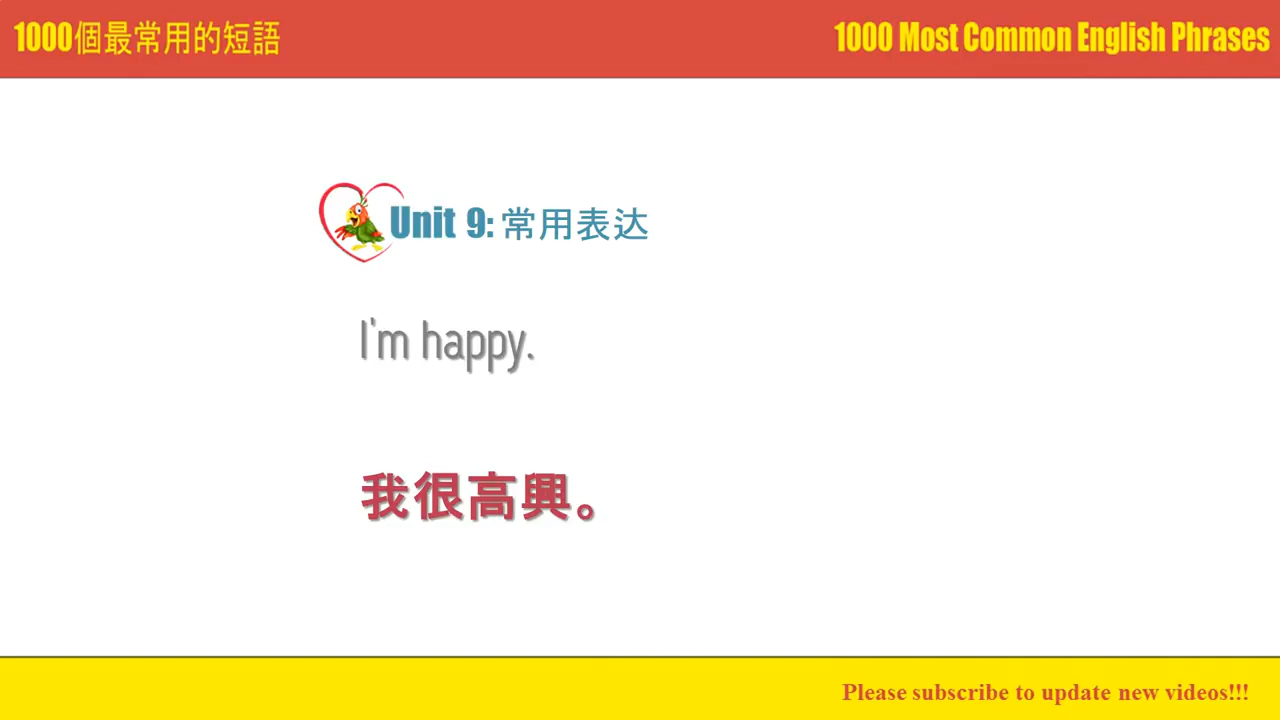 1000個最常用的短語
1000 Most Common English Phrases
Unit 9: 常用表达
I'm happy.
我很高興。
Please subscribe to update new videos!!!